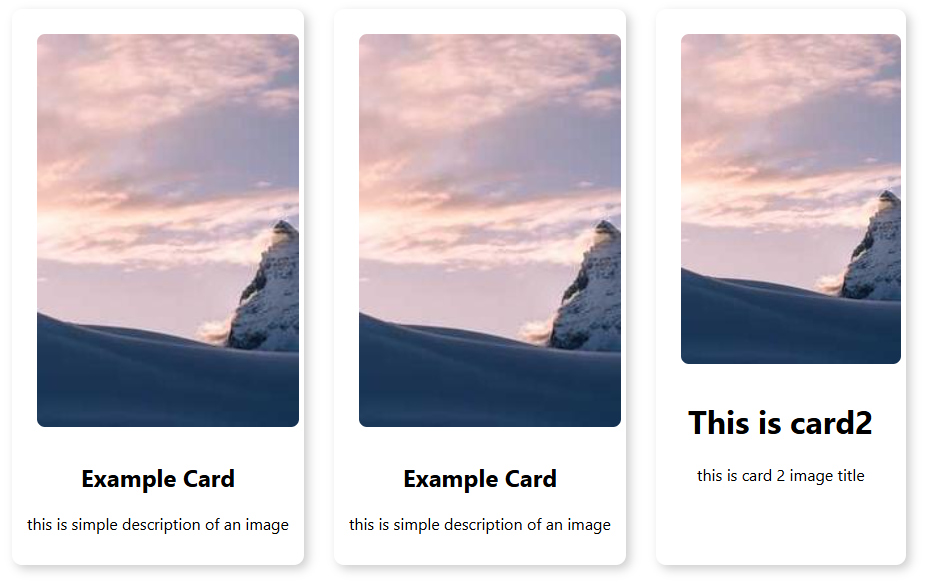 Example Card
this is simple description of an image
Example Card
this is simple description of an image
This is card2
this is card 2 image title